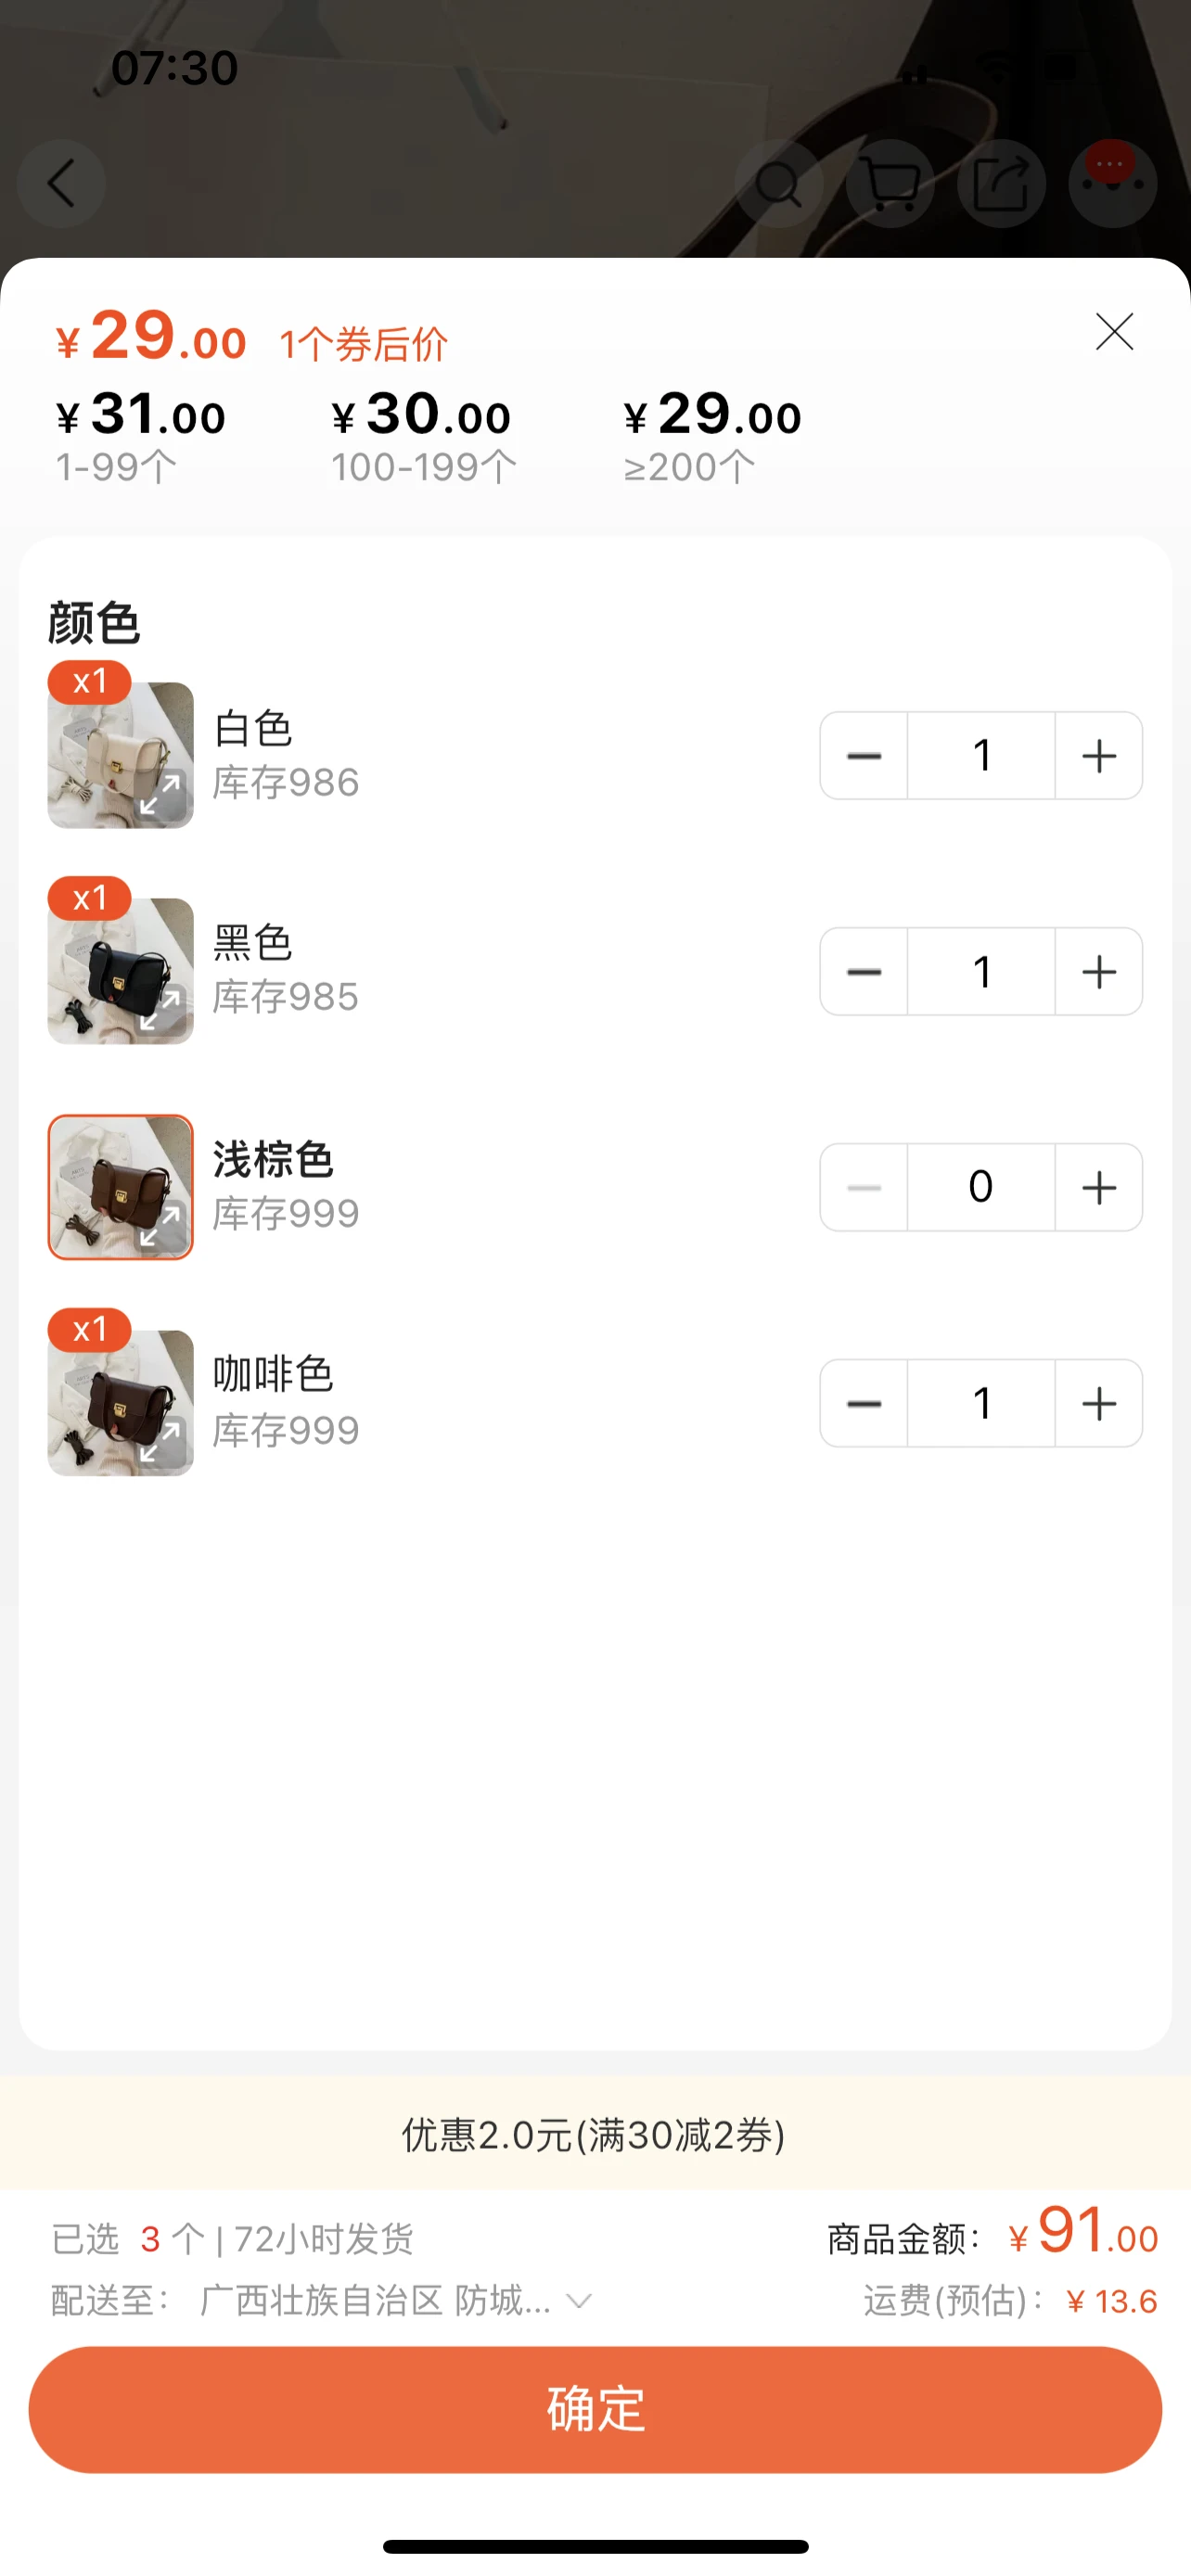 07:30
¥29.00 1个券后价
¥31.00 ¥30.00 ¥29.00
1-99个 100-199个 ≥200个
颜色
x1
白色
库存986
1
x1
黑色
库存985
1
浅棕色
库存999
0
x1
咖啡色
库存999
1
优惠2.0元(满30减2券)
已选 3 个 | 72小时发货 商品金额: ¥91.00
配送至: 广西壮族自治区 防城... 运费(预估): ¥13.6
确定